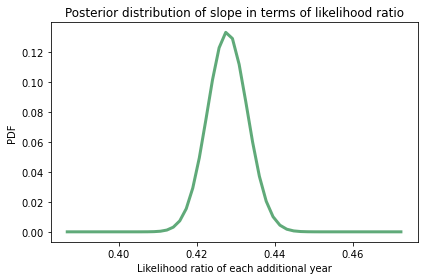 Posterior distribution of slope in terms of likelihood ratio
PDF
0.12
0.10
0.08
0.06
0.04
0.02
0.00
0.40 0.42 0.44 0.46
Likelihood ratio of each additional year